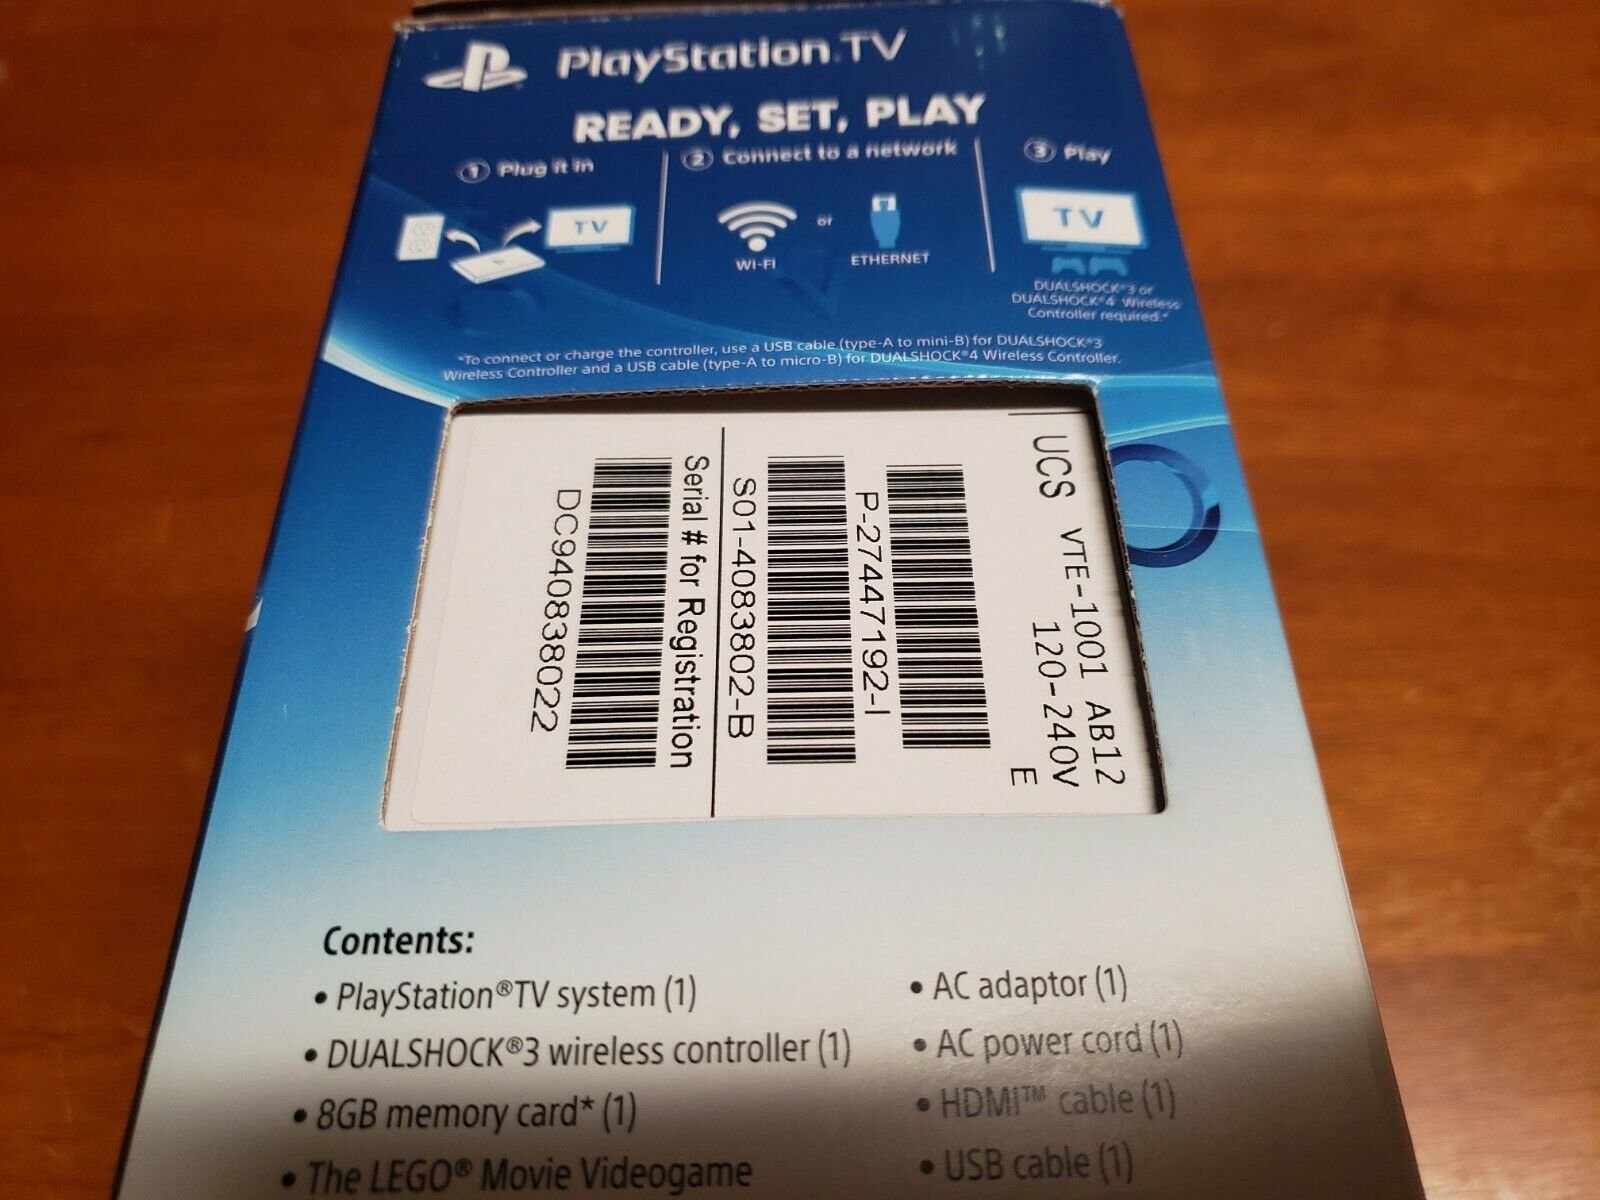 PlayStation.TV
READY, SET, PLAY
1 Plug it in
TV
2 Connect to a network
WI-FI
or
ETHERNET
3 Play
TV
DUALSHOCK®3 or
DUALSHOCK®4 Wireless
Controller required.*
*To connect or charge the controller, use a USB cable (type-A to mini-B) for DUALSHOCK®3
Wireless Controller and a USB cable (type-A to micro-B) for DUALSHOCK®4 Wireless Controller.
UCS VTE-1001 AB12
120-240V
E
P-27447192-I
S01-4083802-B
Serial # for Registration
DC940838022
Contents:
• PlayStation®TV system (1)
• DUALSHOCK®3 wireless controller (1)
• 8GB memory card* (1)
• The LEGO® Movie Videogame
• AC adaptor (1)
• AC power cord (1)
• HDMI™ cable (1)
• USB cable (1)